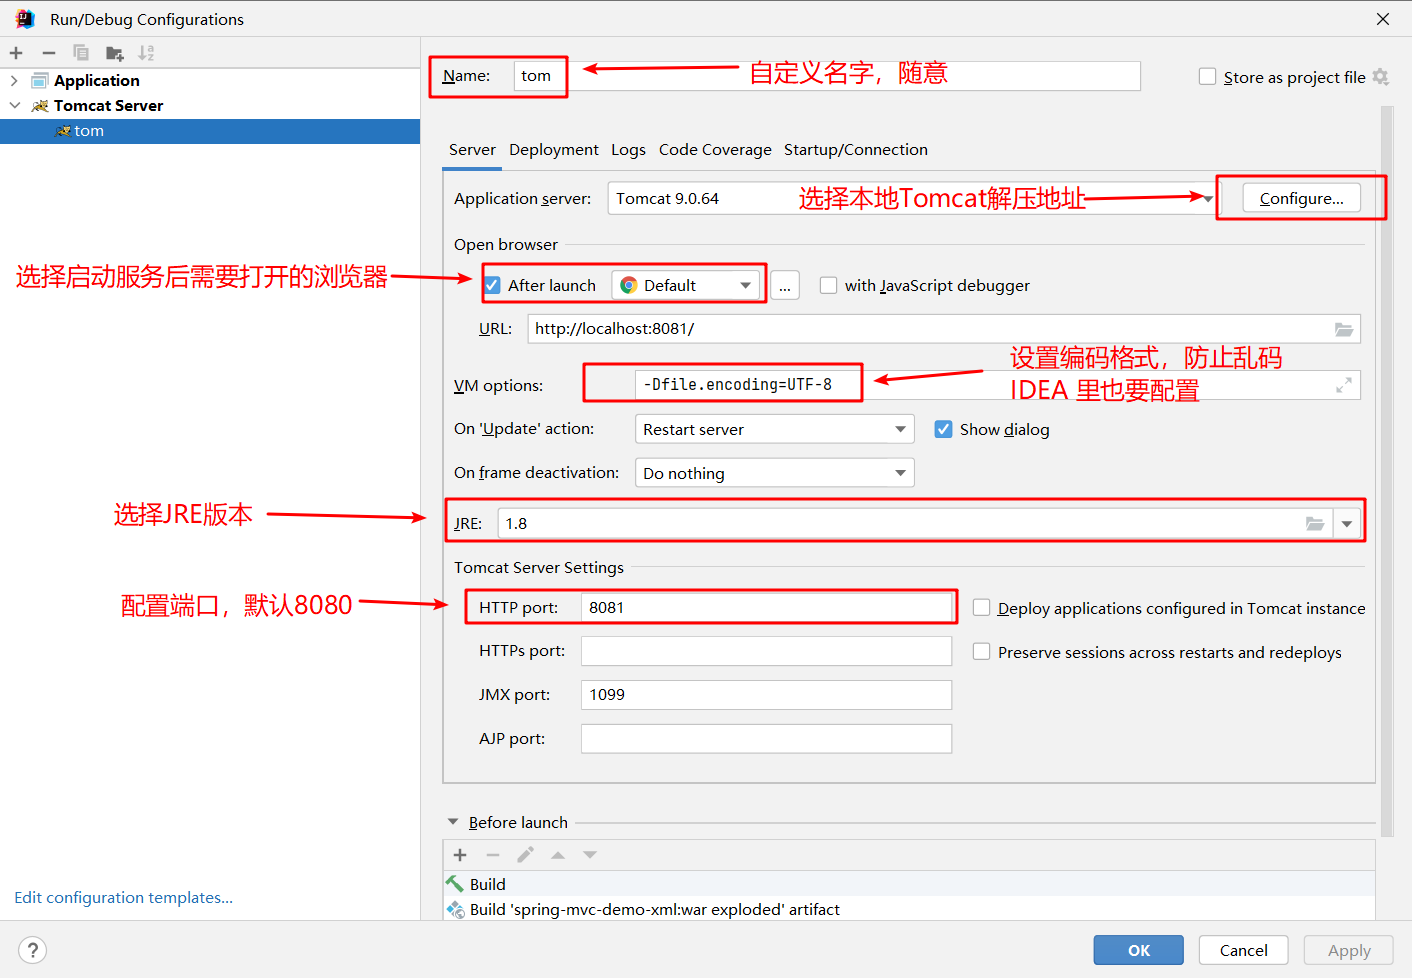 Run/Debug Configurations
Application
Tomcat Server
tom
Name: tom
自定义名字，随意
Store as project file
Server Deployment Logs Code Coverage Startup/Connection
Application server: Tomcat 9.0.64
选择本地Tomcat解压地址
Configure...
Open browser
选择启动服务后需要打开的浏览器
After launch Default ... with JavaScript debugger
URL: http://localhost:8081/
设置编码格式，防止乱码
IDEA 里也要配置
VM options: -Dfile.encoding=UTF-8
On 'Update' action: Restart server Show dialog
On frame deactivation: Do nothing
选择JRE版本
JRE: 1.8
Tomcat Server Settings
配置端口，默认8080
HTTP port: 8081 Deploy applications configured in Tomcat instance
HTTPs port: Preserve sessions across restarts and redeploys
JMX port: 1099
AJP port:
Before launch
Build
Build 'spring-mvc-demo-xml:war exploded' artifact
Edit configuration templates...
? OK Cancel Apply